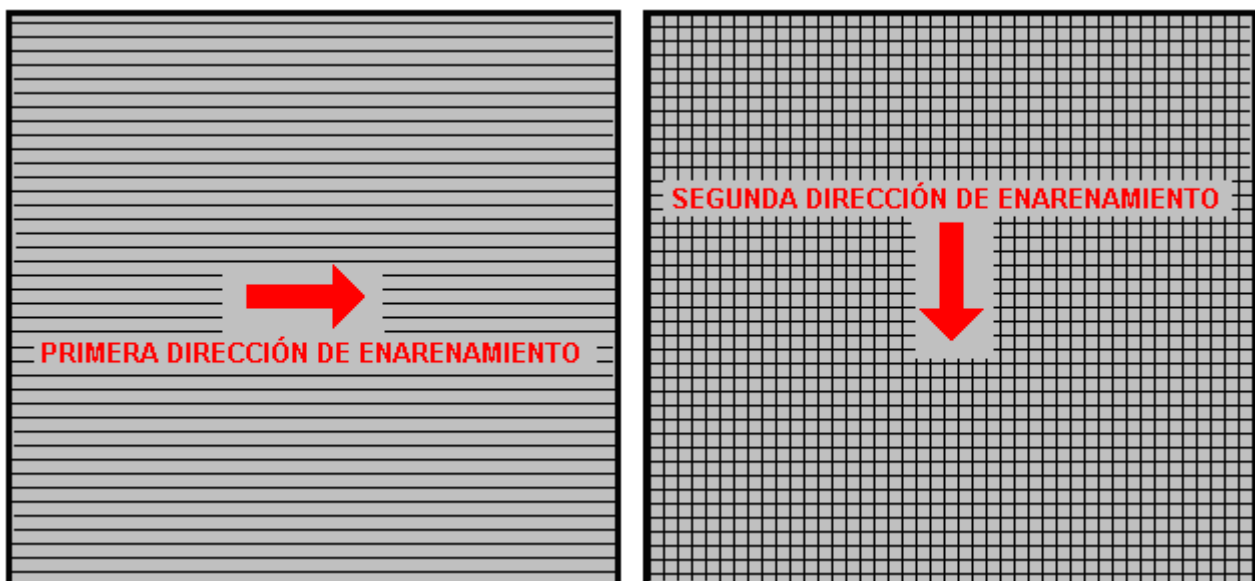 PRIMERA DIRECCIÓN DE ENARENAMIENTO
SEGUNDA DIRECCIÓN DE ENARENAMIENTO